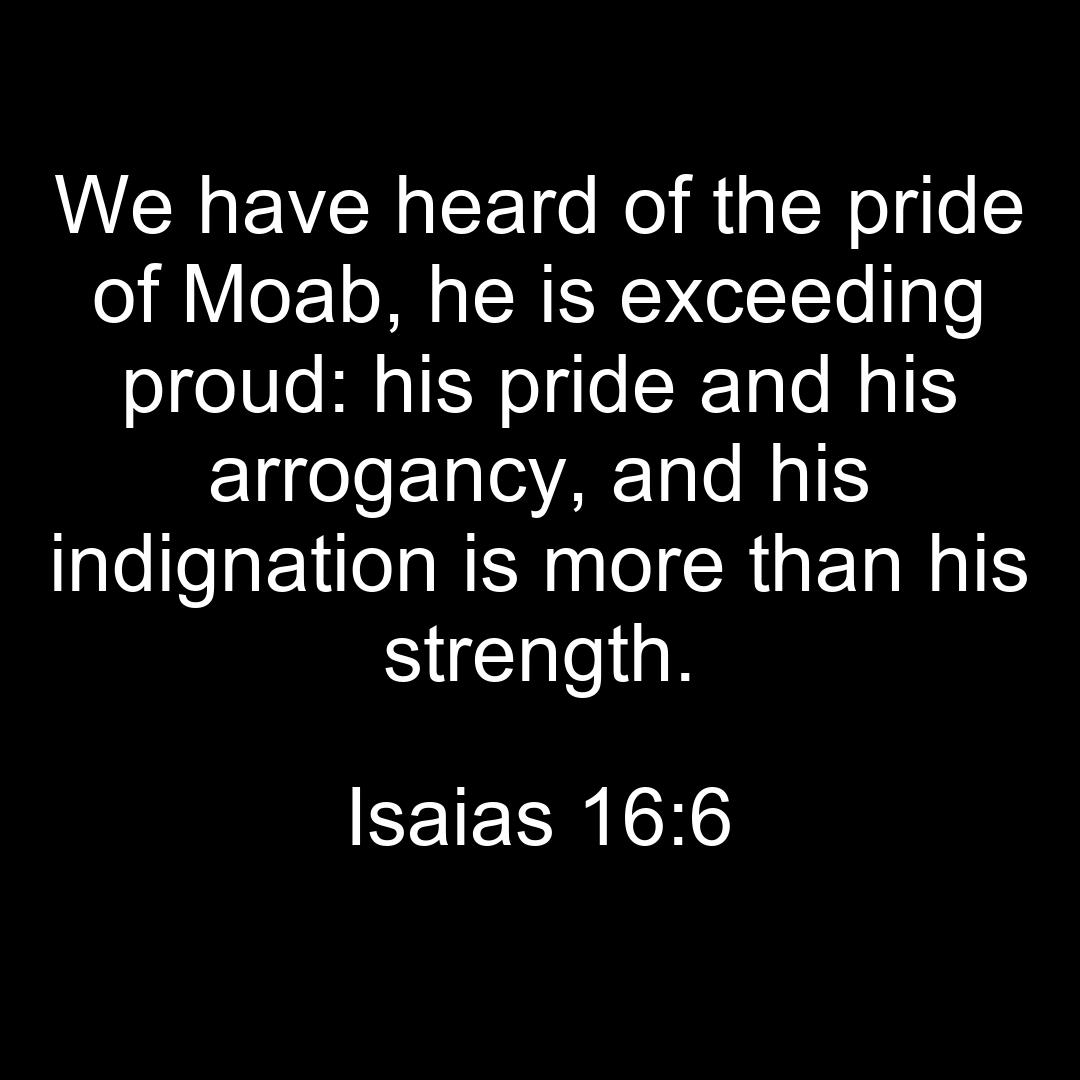 We have heard of the pride
of Moab, he is exceeding
proud: his pride and his
arrogancy, and his
indignation is more than his
strength.
Isaias 16:6